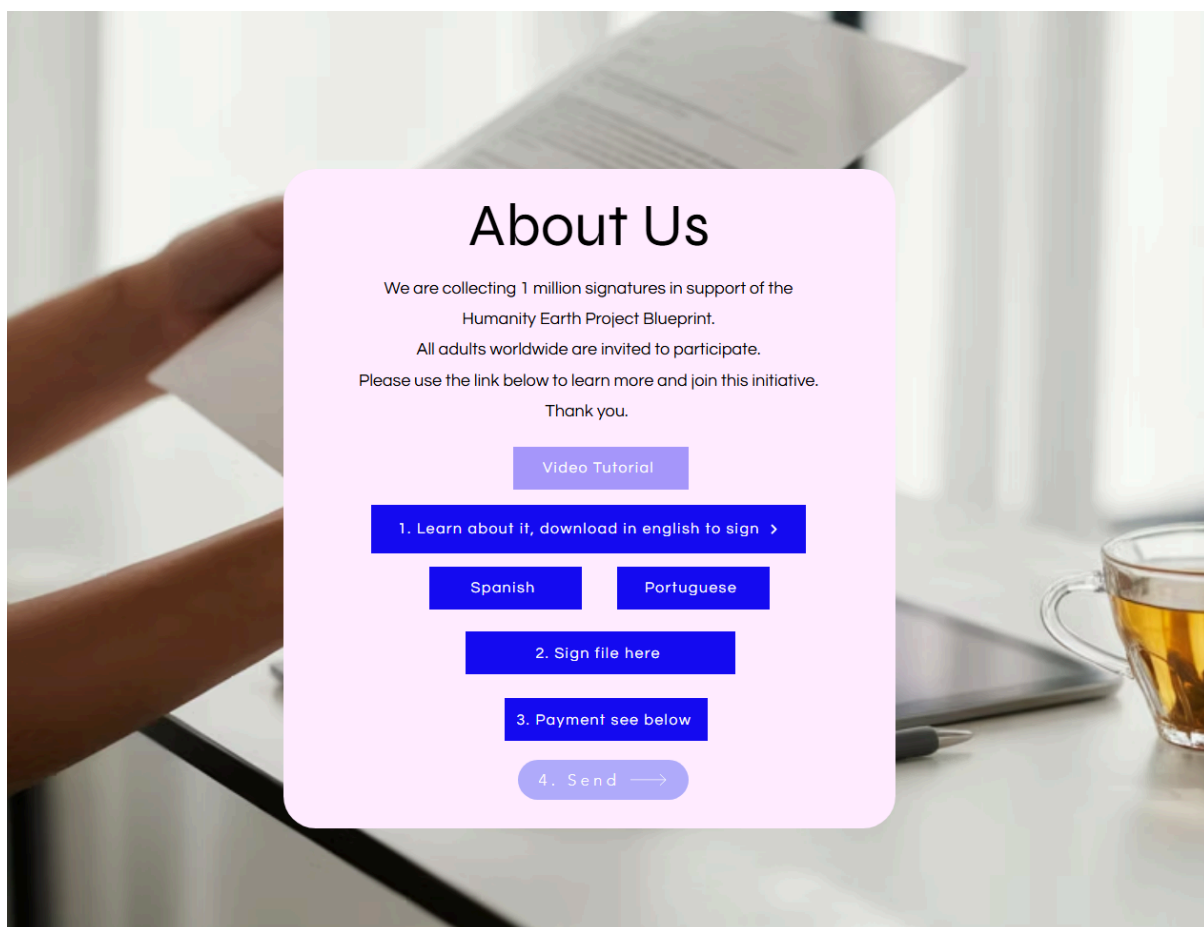 About Us
We are collecting 1 million signatures in support of the
Humanity Earth Project Blueprint.
All adults worldwide are invited to participate.
Please use the link below to learn more and join this initiative.
Thank you.
Video Tutorial
1. Learn about it, download in english to sign >
Spanish
Portuguese
2. Sign file here
3. Payment see below
4. Send